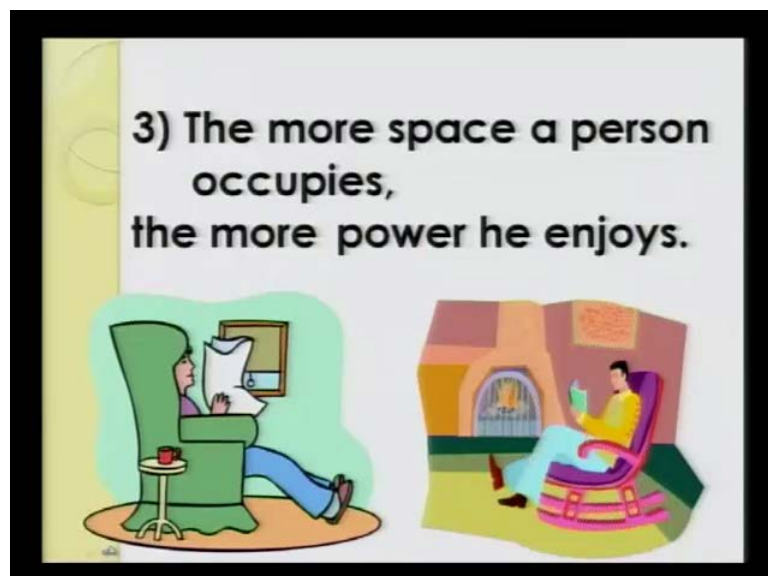 3) The more space a person
occupies,
the more power he enjoys.